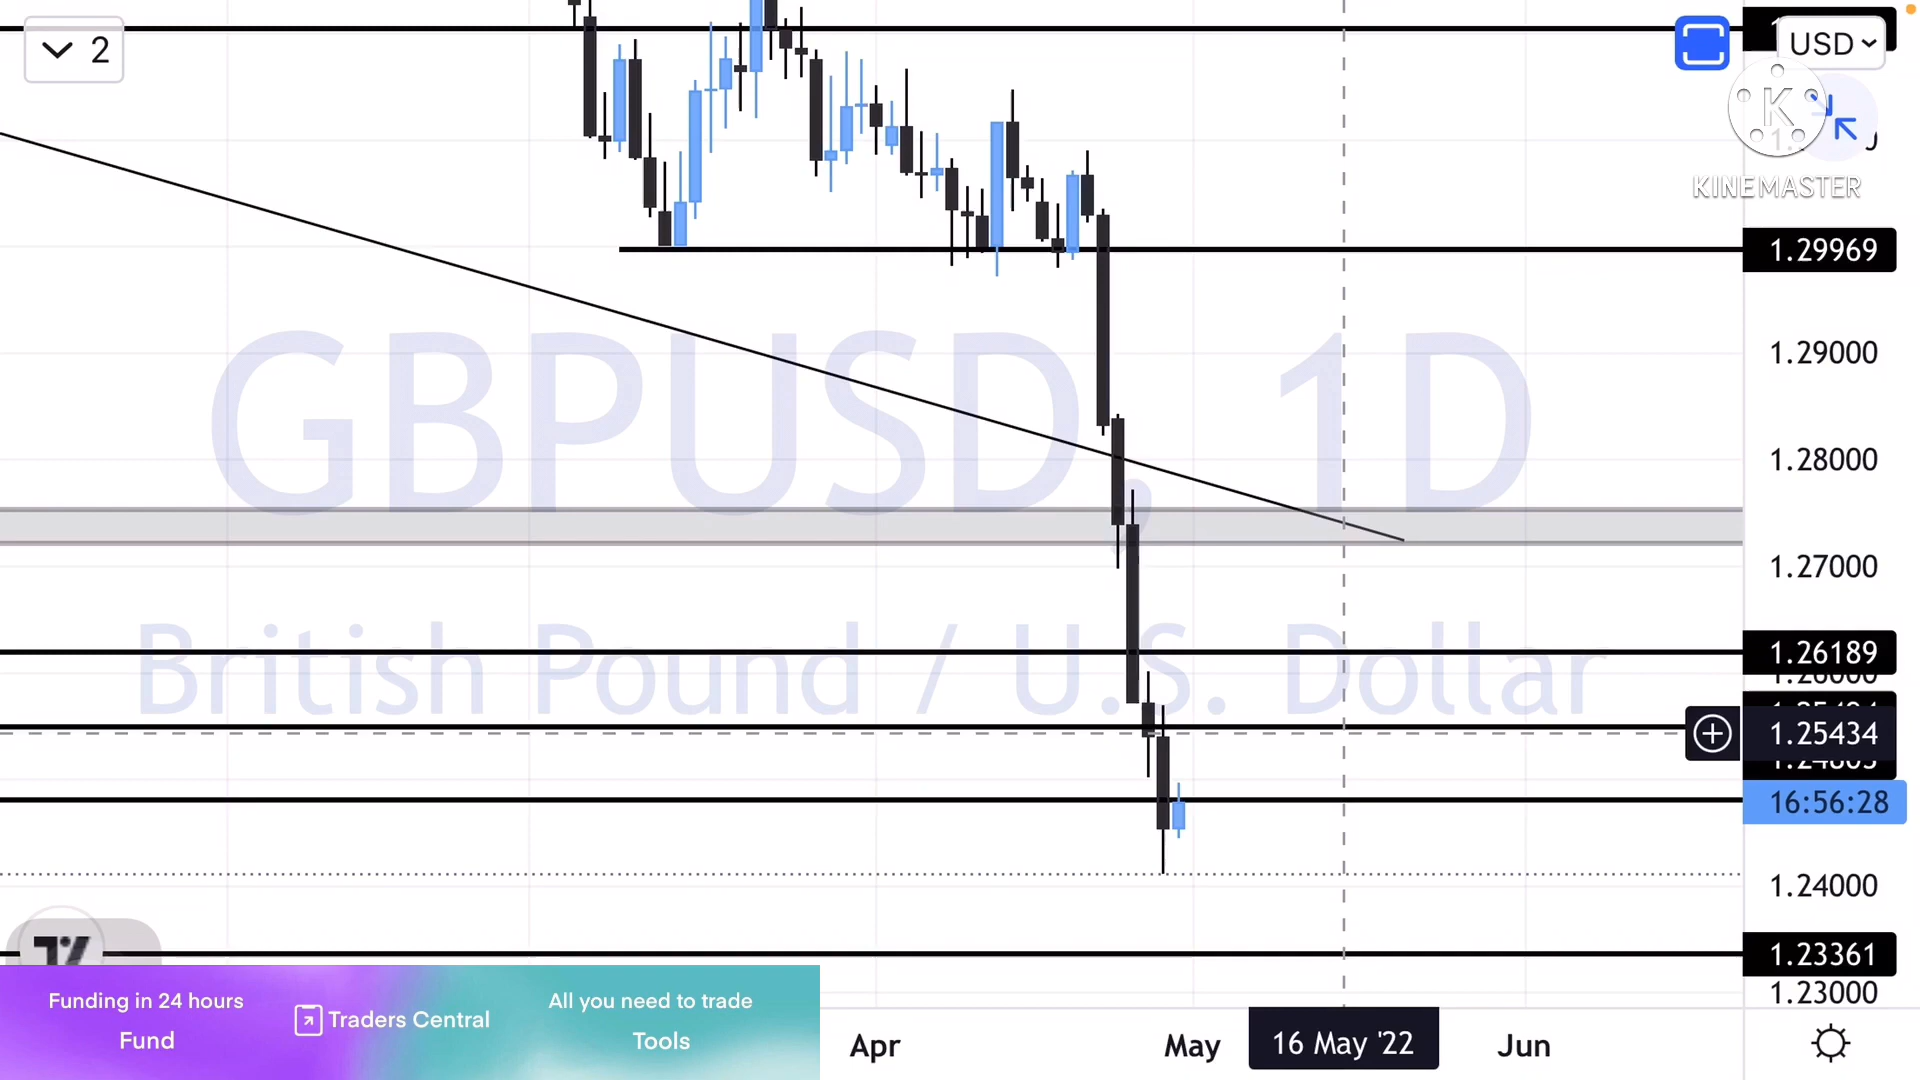 2
USD
K
KINEMASTER
1.29969
GBPUSD, 1D
1.29000
1.28000
1.27000
British Pound / U.S. Dollar
1.26189
1.25434
16:56:28
1.24000
1.23361
1.23000
Funding in 24 hours
Fund
Traders Central
All you need to trade
Tools
Apr
May
16 May '22
Jun